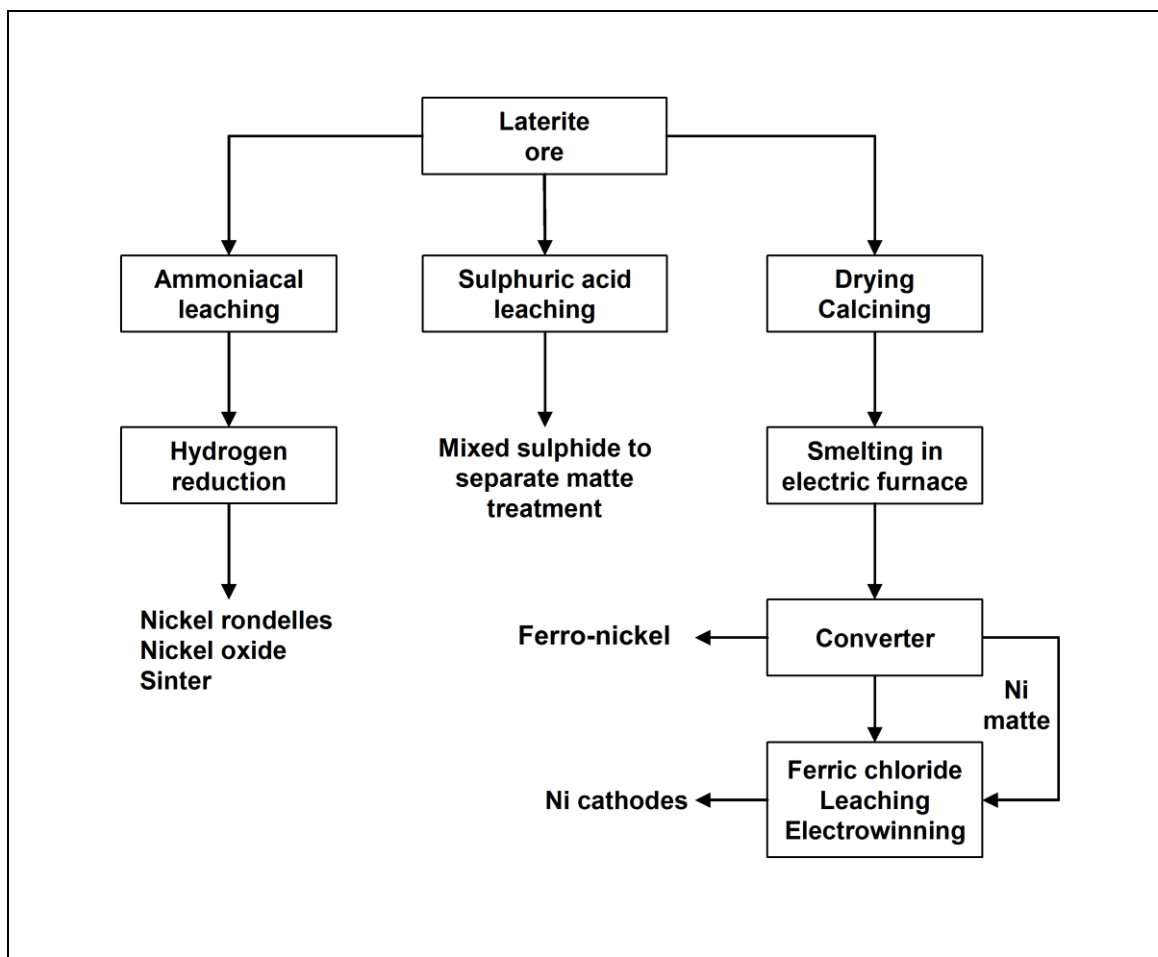 Laterite
ore
Ammoniacal
leaching
Sulphuric acid
leaching
Drying
Calcining
Hydrogen
reduction
Mixed sulphide to
separate matte
treatment
Smelting in
electric furnace
Nickel rondelles
Nickel oxide
Sinter
Ferro-nickel
Converter
Ni
matte
Ni cathodes
Ferric chloride
Leaching
Electrowinning